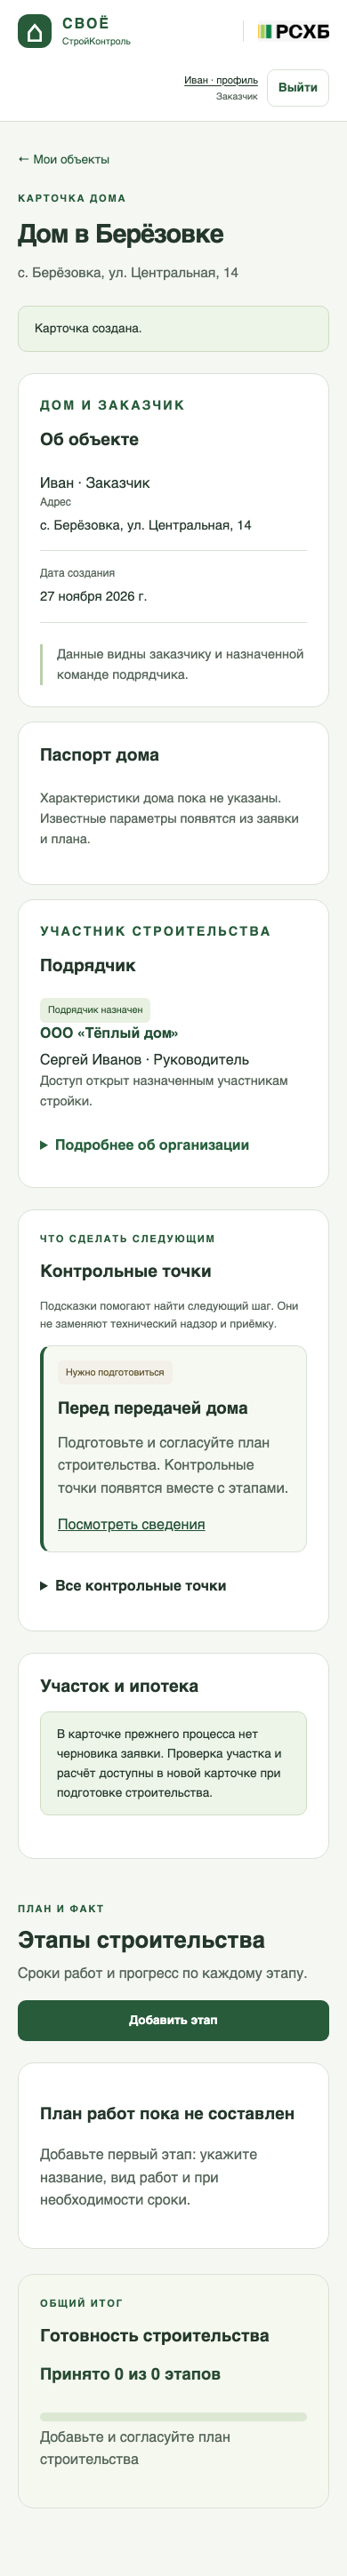 СВОЁ
СтройКонтроль
РСХБ
Иван · профиль
Заказчик
Выйти
← Мои объекты
КАРТОЧКА ДОМА
Дом в Берёзовке
с. Берёзовка, ул. Центральная, 14
Карточка создана.
ДОМ И ЗАКАЗЧИК
Об объекте
Иван · Заказчик
Адрес
с. Берёзовка, ул. Центральная, 14
Дата создания
27 ноября 2026 г.
Данные видны заказчику и назначенной
команде подрядчика.
Паспорт дома
Характеристики дома пока не указаны.
Известные параметры появятся из заявки
и плана.
УЧАСТНИК СТРОИТЕЛЬСТВА
Подрядчик
Подрядчик назначен
ООО «Тёплый дом»
Сергей Иванов · Руководитель
Доступ открыт назначенным участникам
стройки.
▶ Подробнее об организации
ЧТО СДЕЛАТЬ СЛЕДУЮЩИМ
Контрольные точки
Подсказки помогают найти следующий шаг. Они
не заменяют технический надзор и приёмку.
Нужно подготовиться
Перед передачей дома
Подготовьте и согласуйте план
строительства. Контрольные
точки появятся вместе с этапами.
Посмотреть сведения
▶ Все контрольные точки
Участок и ипотека
В карточке прежнего процесса нет
черновика заявки. Проверка участка и
расчёт доступны в новой карточке при
подготовке строительства.
ПЛАН И ФАКТ
Этапы строительства
Сроки работ и прогресс по каждому этапу.
Добавить этап
План работ пока не составлен
Добавьте первый этап: укажите
название, вид работ и при
необходимости сроки.
ОБЩИЙ ИТОГ
Готовность строительства
Принято 0 из 0 этапов
Добавьте и согласуйте план
строительства